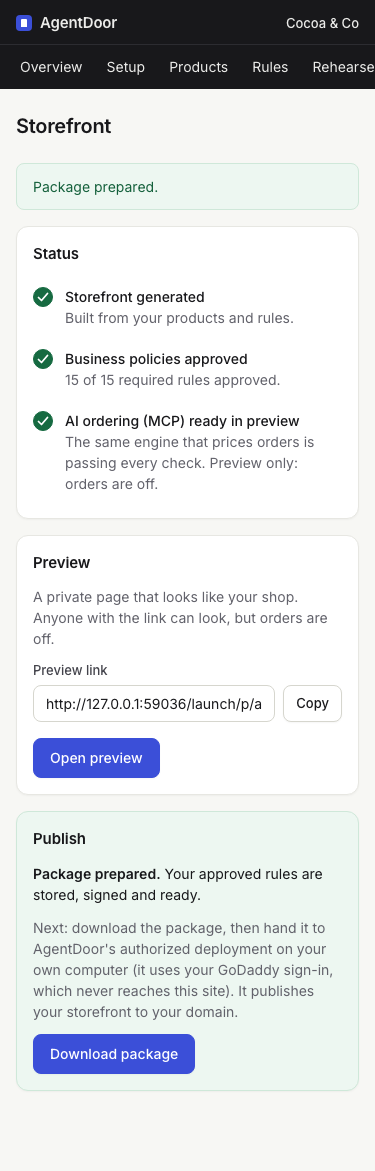 AgentDoor
Cocoa & Co
Overview Setup Products Rules Rehearse
Storefront
Package prepared.
Status
Storefront generated
Built from your products and rules.
Business policies approved
15 of 15 required rules approved.
AI ordering (MCP) ready in preview
The same engine that prices orders is
passing every check. Preview only:
orders are off.
Preview
A private page that looks like your shop.
Anyone with the link can look, but orders are
off.
Preview link
http://127.0.0.1:59036/launch/p/a
Copy
Open preview
Publish
Package prepared. Your approved rules are
stored, signed and ready.
Next: download the package, then hand it to
AgentDoor's authorized deployment on your
own computer (it uses your GoDaddy sign-in,
which never reaches this site). It publishes
your storefront to your domain.
Download package